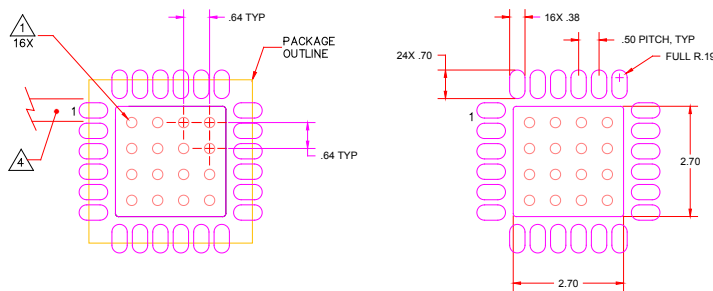 1
16X
.64 TYP
PACKAGE
OUTLINE
1
.64 TYP
4
16X .38
.50 PITCH, TYP
24X .70
FULL R.19
1
2.70
2.70